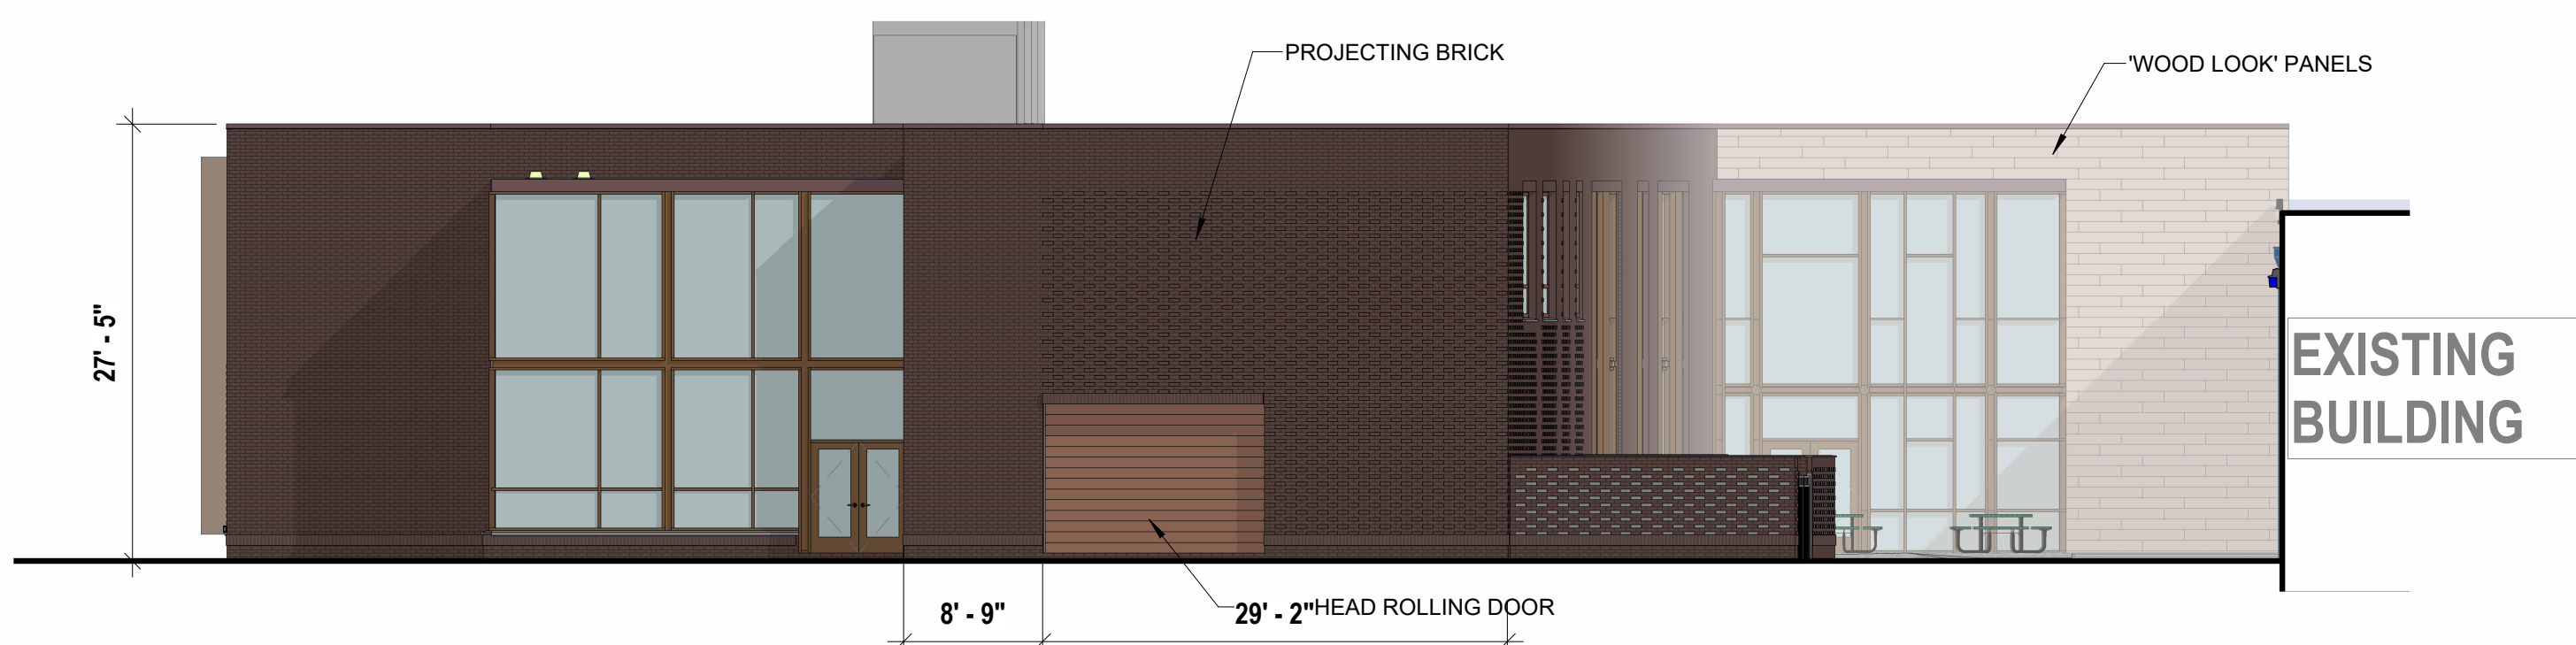 PROJECTING BRICK
'WOOD LOOK' PANELS
27' - 5"
EXISTING
BUILDING
8' - 9"
29' - 2"
HEAD ROLLING DOOR